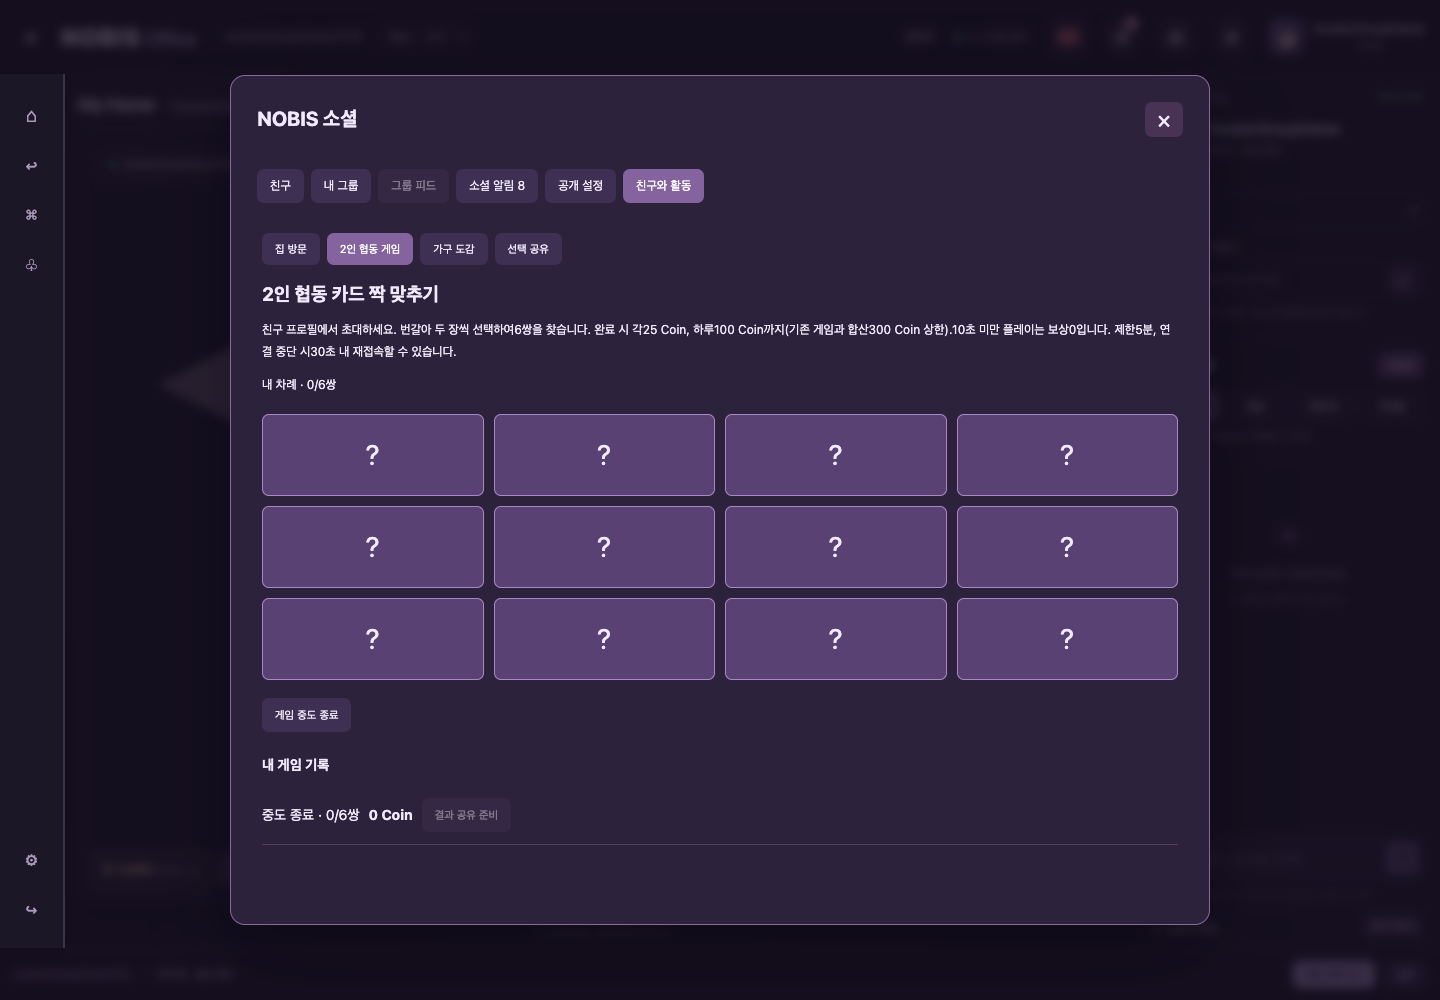 NOBIS 소셜
×
친구
내 그룹
그룹 피드
소셜 알림 8
공개 설정
친구와 활동
집 방문
2인 협동 게임
가구 도감
선택 공유
2인 협동 카드 짝 맞추기
친구 프로필에서 초대하세요. 번갈아 두 장씩 선택하여6쌍을 찾습니다. 완료 시 각25 Coin, 하루100 Coin까지(기존 게임과 합산300 Coin 상한).10초 미만 플레이는 보상0입니다. 제한5분, 연
결 중단 시30초 내 재접속할 수 있습니다.
내 차례 · 0/6쌍
? ? ? ?
? ? ? ?
? ? ? ?
게임 중도 종료
내 게임 기록
중도 종료 · 0/6쌍 0 Coin 결과 공유 준비